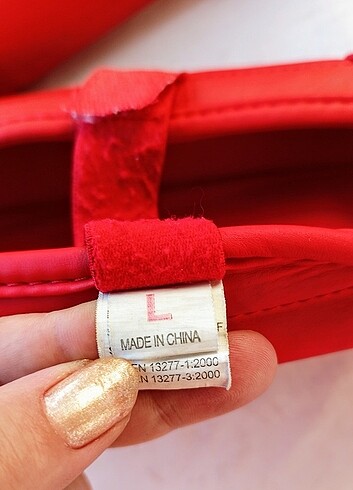 L
MADE IN CHINA
EN 13277-1:2000
EN 13277-3:2000